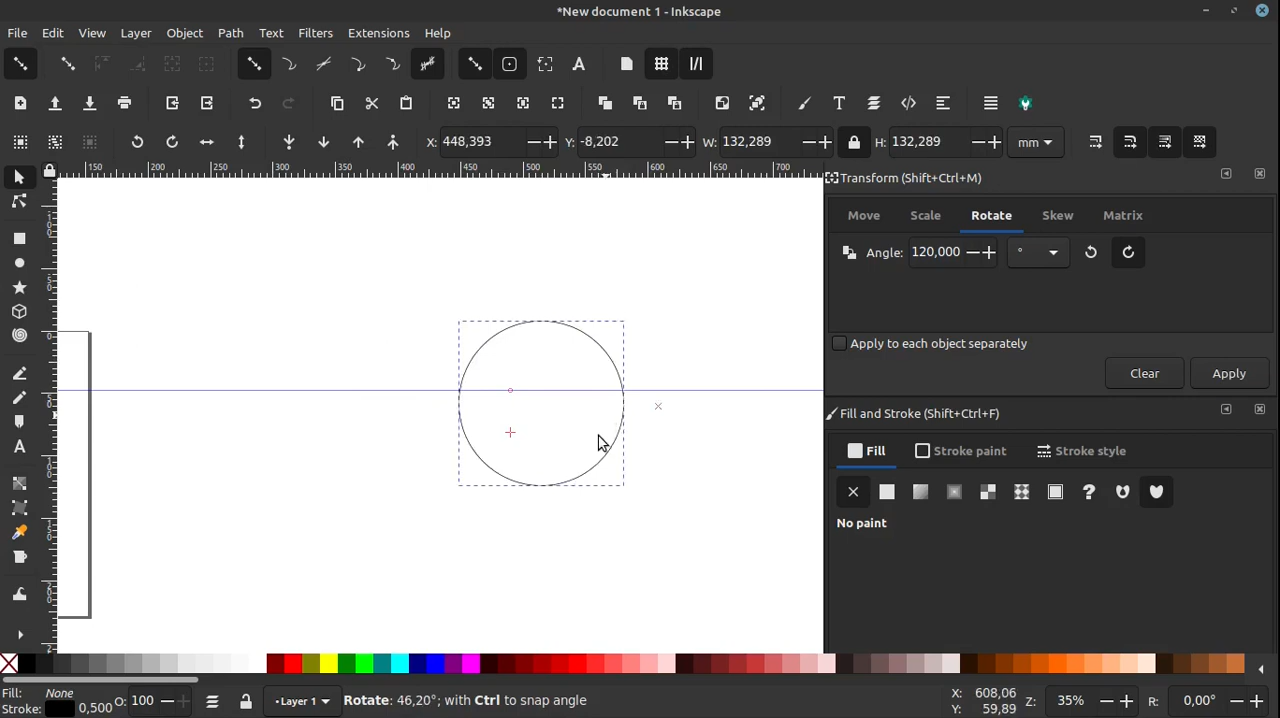 *New document 1 - Inkscape
File Edit View Layer Object Path Text Filters Extensions Help
X: 448,393 Y: -8,202 W: 132,289 H: 132,289 mm
150 200 250 300 350 400 450 500 550 600 650 700
Transform (Shift+Ctrl+M)
Move Scale Rotate Skew Matrix
Angle: 120,000 °
Apply to each object separately
Clear Apply
Fill and Stroke (Shift+Ctrl+F)
Fill Stroke paint Stroke style
No paint
Fill: None
Stroke: 0,500
O: 100
Layer 1
Rotate: 46,20°; with Ctrl to snap angle
X: 608,06
Y: 59,89
Z: 35%
R: 0,00°